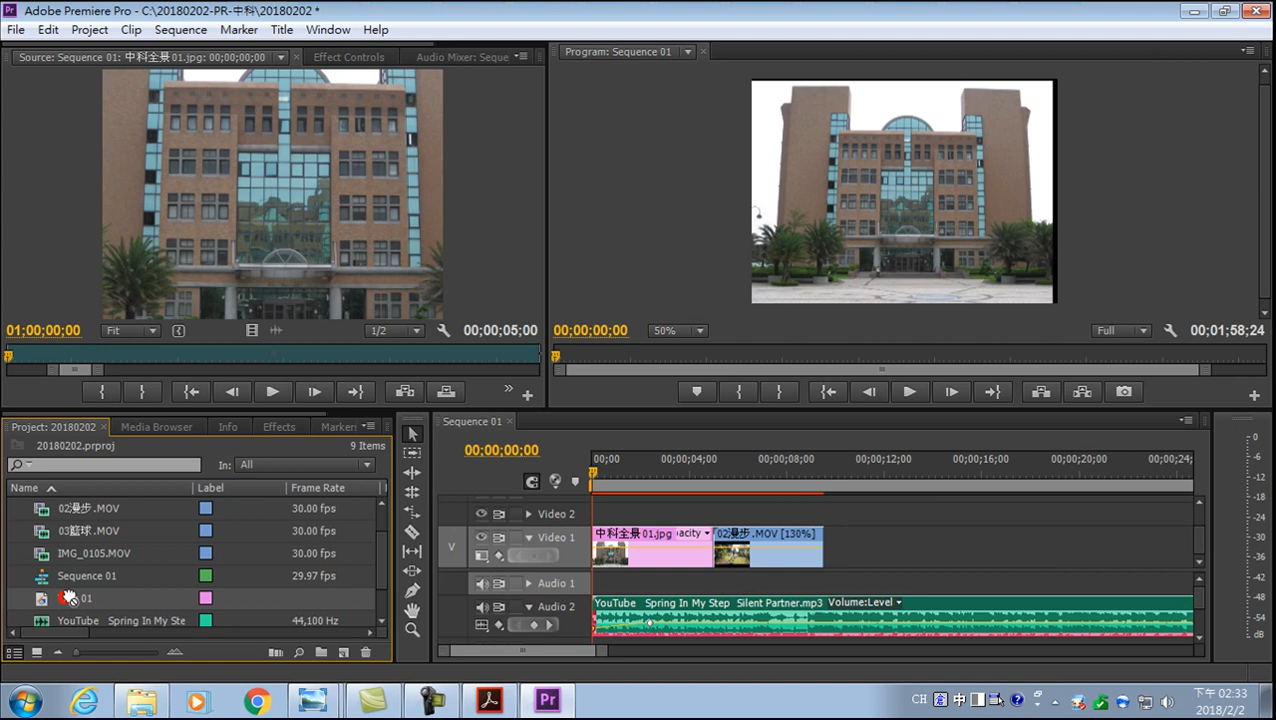 Adobe Premiere Pro - C:\20180202-PR-中科\20180202 *
File Edit Project Clip Sequence Marker Title Window Help
Source: Sequence 01: 中科全景01.jpg: 00;00;00;00
Effect Controls
Audio Mixer: Seque
Program: Sequence 01
01;00;00;00
Fit
1/2
00;00;05;00
00;00;00;00
50%
Full
00;01;58;24
Project: 20180202
Media Browser
Info
Effects
Markers
20180202.prproj
9 Items
In: All
Name
Label
Frame Rate
02漫步.MOV
30.00 fps
03籃球.MOV
30.00 fps
IMG_0105.MOV
30.00 fps
Sequence 01
29.97 fps
01
YouTube Spring In My Ste
44,100 Hz
Sequence 01
00;00;00;00
00;00
00;00;04;00
00;00;08;00
00;00;12;00
00;00;16;00
00;00;20;00
00;00;24;
Video 2
V
Video 1
中科全景01.jpg
acity
02漫步.MOV [130%]
Audio 1
Audio 2
YouTube Spring In My Step Silent Partner.mp3 Volume:Level
0
-6
-12
-18
-24
-30
-36
-42
-48
-54
dB
CH
中
下午 02:33
2018/2/2